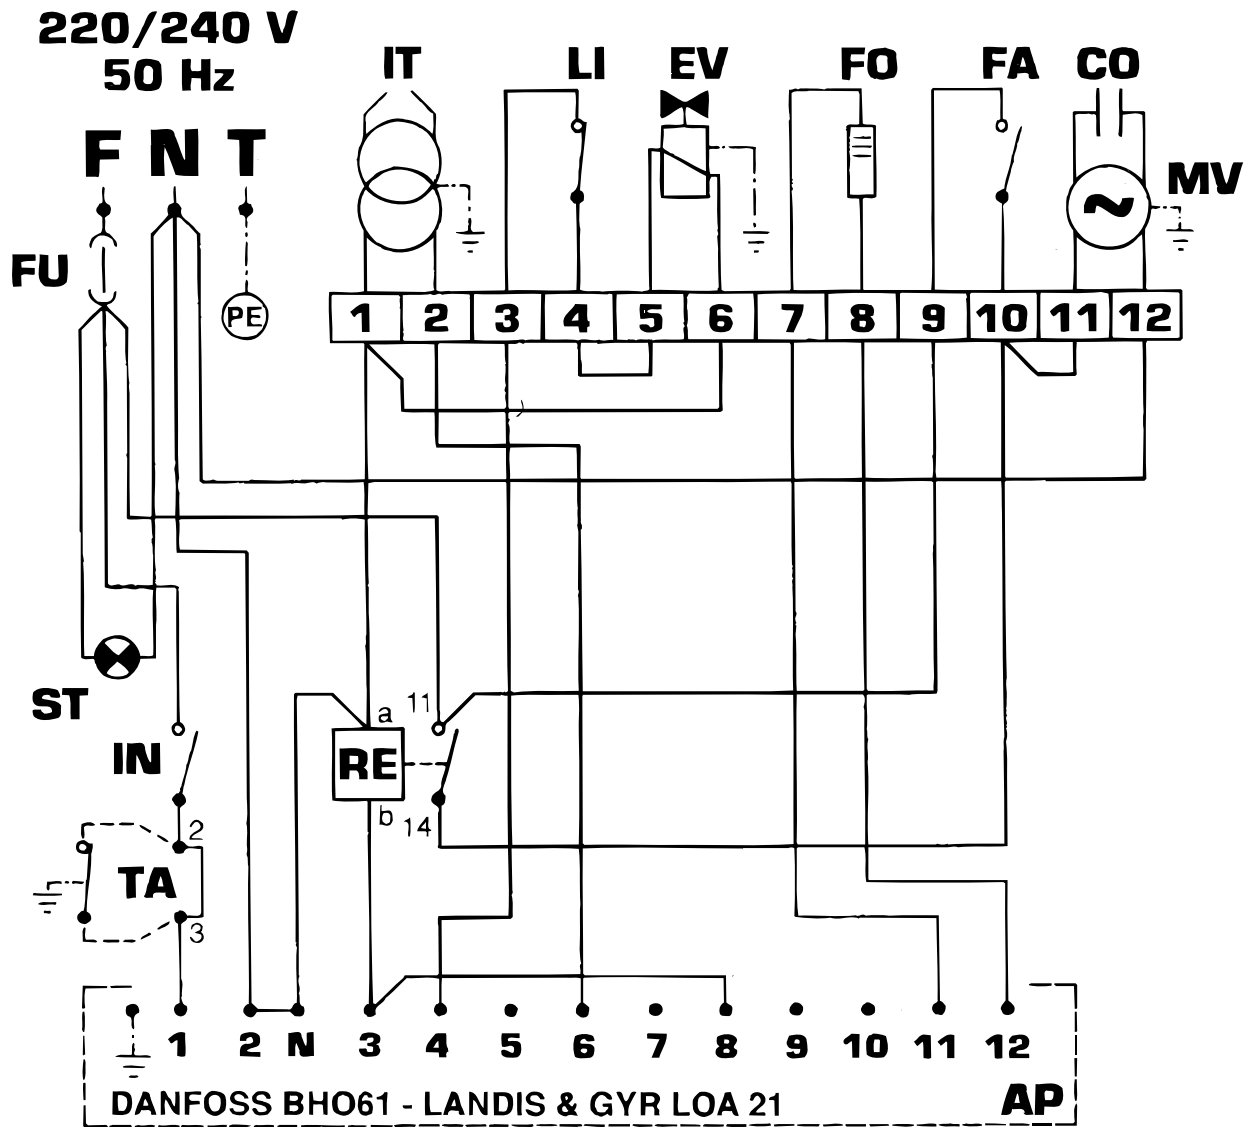 220/240 V
50 Hz
IT LI EV FO FA CO
F N T
MV
FU
PE
1 2 3 4 5 6 7 8 9 10 11 12
ST
a 11
IN
RE
b 14
2
TA
3
1 2 N 3 4 5 6 7 8 9 10 11 12
DANFOSS BHO61 - LANDIS & GYR LOA 21
AP